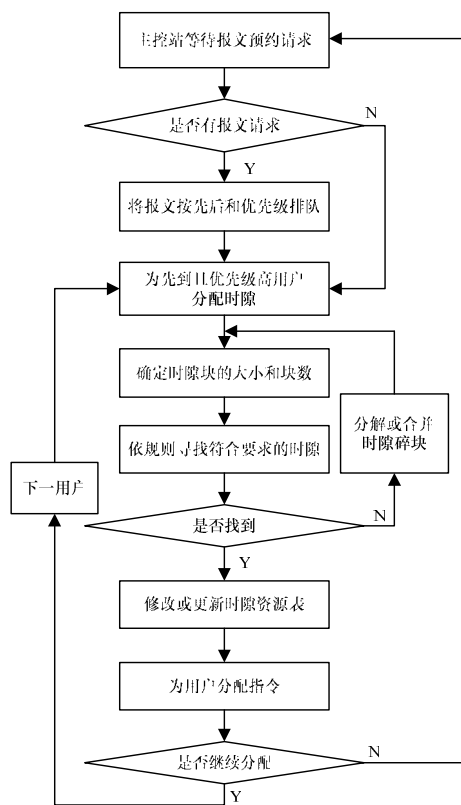 主控站等待报文预约请求
是否有报文请求
N
Y
将报文按先后和优先级排队
为先到且优先级高用户
分配时隙
确定时隙块的大小和块数
分解或合并
时隙碎块
依规则寻找符合要求的时隙
下一用户
是否找到
N
Y
修改或更新时隙资源表
为用户分配指令
是否继续分配
N
Y